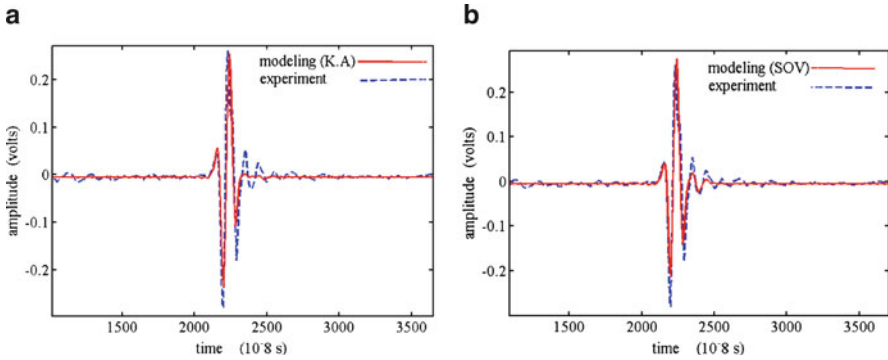 a
modeling (K.A)
experiment
0.2
0.1
0
-0.1
-0.2
amplitude (volts)
1500 2000 2500 3000 3500
time (10-8 s)
b
modeling (SOV)
experiment
0.2
0.1
0
-0.1
-0.2
amplitude (volts)
1500 2000 2500 3000 3500
time (10-8 s)